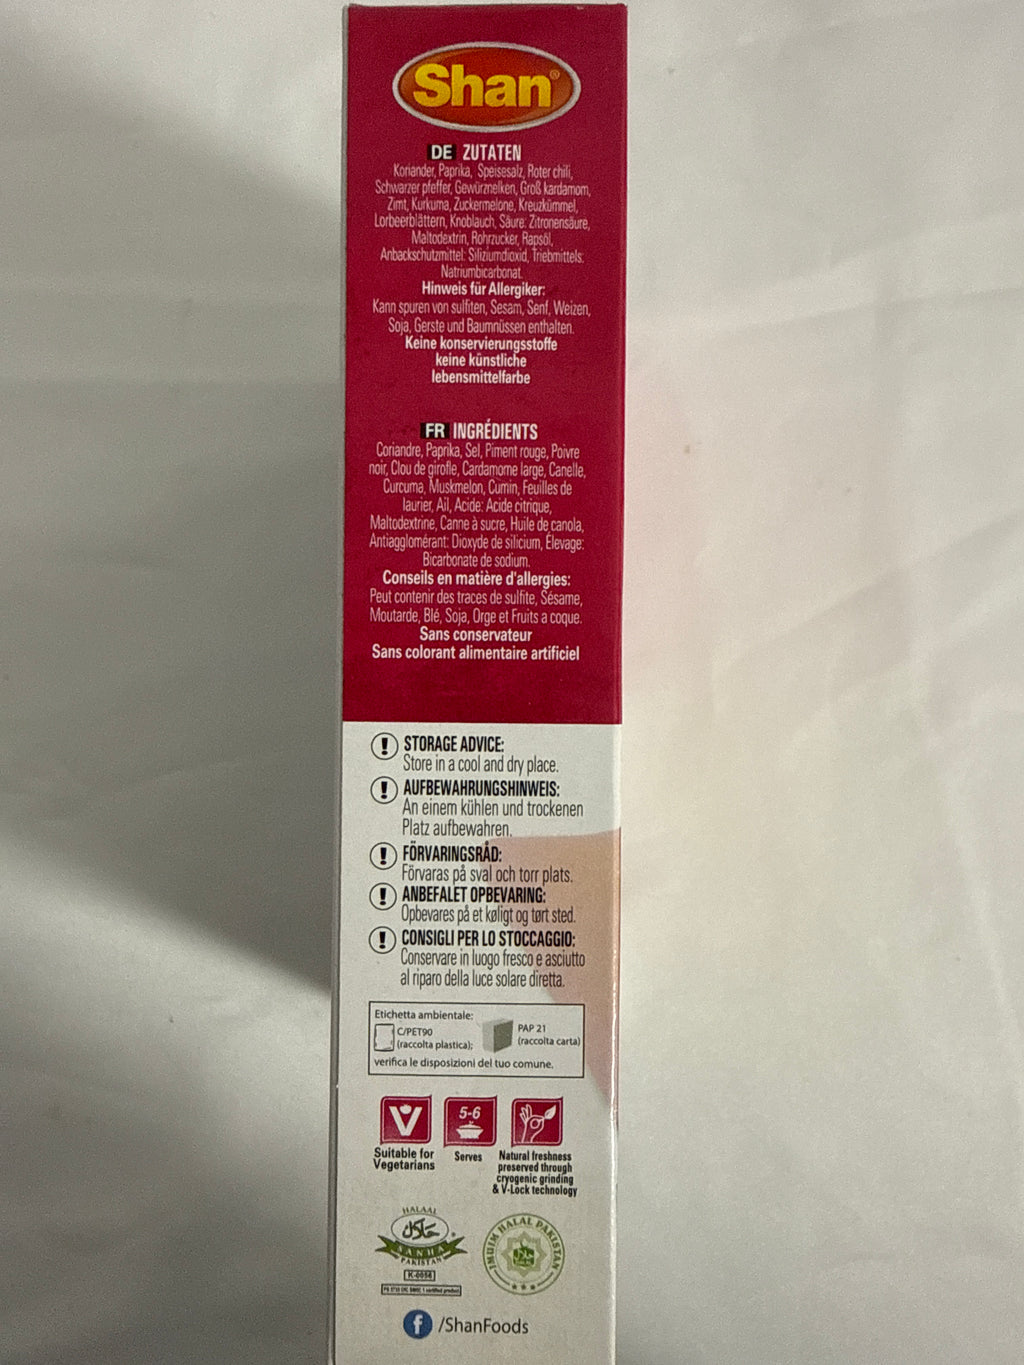 Shan®
DE ZUTATEN
Koriander, Paprika, Speisesalz, Roter chili,
Schwarzer pfeffer, Gewürznelken, Groß kardamom,
Zimt, Kurkuma, Zuckermelone, Kreuzkümmel,
Lorbeerblättern, Knoblauch, Säure: Zitronensäure,
Maltodextrin, Rohrzucker, Rapsöl,
Anbackschutzmittel: Siliziumdioxid, Triebmittels:
Natriumbicarbonat.
Hinweis für Allergiker:
Kann spuren von sulfiten, Sesam, Senf, Weizen,
Soja, Gerste und Baumnüssen enthalten.
Keine konservierungsstoffe
keine künstliche
lebensmittelfarbe
FR INGRÉDIENTS
Coriandre, Paprika, Sel, Piment rouge, Poivre
noir, Clou de girofle, Cardamome large, Canelle,
Curcuma, Muskmelon, Cumin, Feuilles de
laurier, Ail, Acide: Acide citrique,
Maltodextrine, Canne à sucre, Huile de canola,
Antiagglomérant: Dioxyde de silicium, Élevage:
Bicarbonate de sodium.
Conseils en matière d'allergies:
Peut contenir des traces de sulfite, Sésame,
Moutarde, Blé, Soja, Orge et Fruits a coque.
Sans conservateur
Sans colorant alimentaire artificiel
! STORAGE ADVICE:
Store in a cool and dry place.
! AUFBEWAHRUNGSHINWEIS:
An einem kühlen und trockenen
Platz aufbewahren.
! FÖRVARINGSRÅD:
Förvaras på sval och torr plats.
! ANBEFALET OPBEVARING:
Opbevares på et køligt og tørt sted.
! CONSIGLI PER LO STOCCAGGIO:
Conservare in luogo fresco e asciutto
al riparo della luce solare diretta.
Etichetta ambientale:
C/PET90
(raccolta plastica);
PAP 21
(raccolta carta)
verifica le disposizioni del tuo comune.
V
Suitable for
Vegetarians
5-6
Serves
Natural freshness
preserved through
cryogenic grinding
& V-Lock technology
HALAAL
حلال
SANHA
PAKISTAN
K-0056
IMUIM HALAL PAKISTAN
حلال
f /ShanFoods